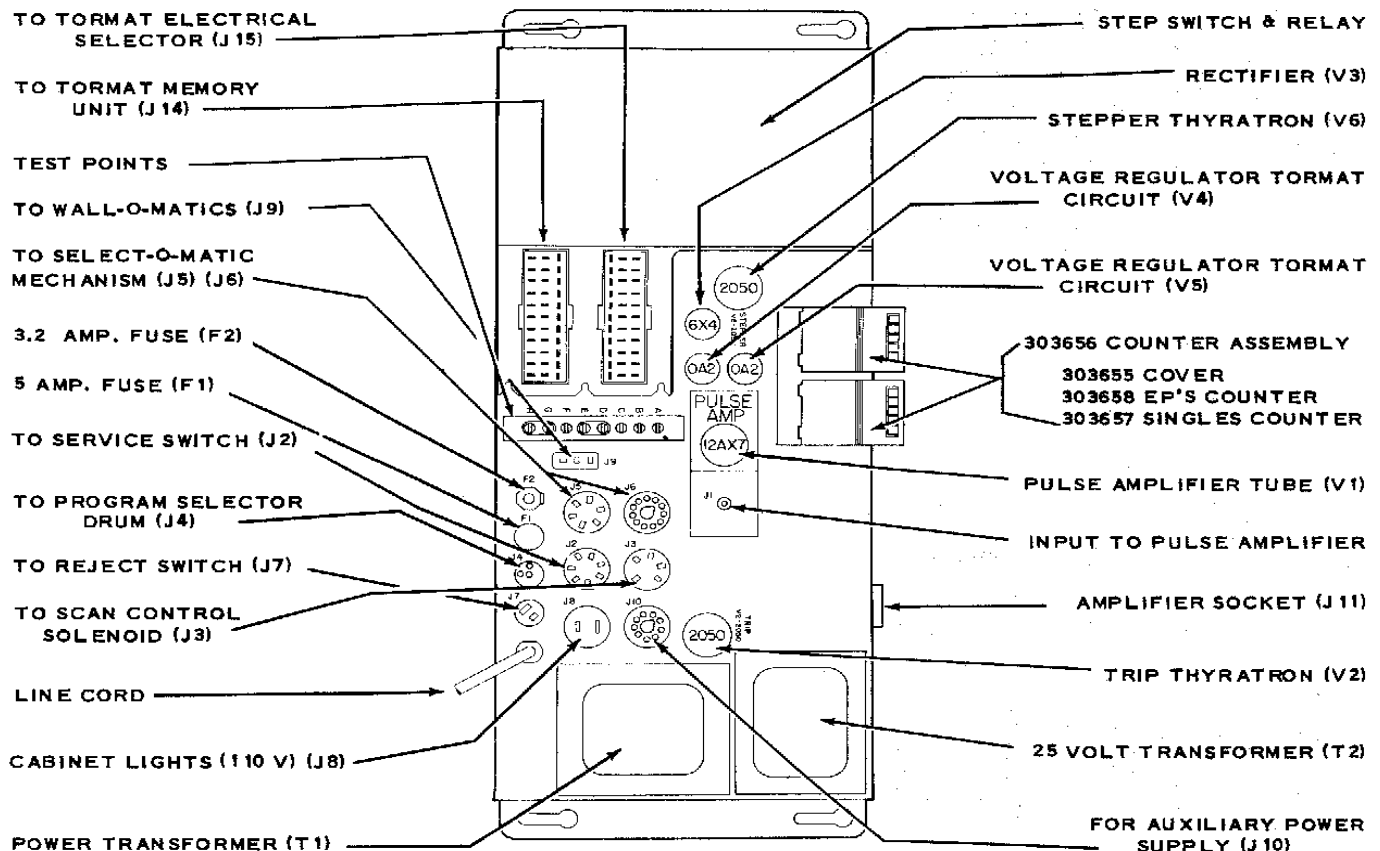 TO TORMAT ELECTRICAL
SELECTOR (J15)
TO TORMAT MEMORY
UNIT (J14)
TEST POINTS
TO WALL-O-MATICS (J9)
TO SELECT-O-MATIC
MECHANISM (J5) (J6)
3.2 AMP. FUSE (F2)
5 AMP. FUSE (F1)
TO SERVICE SWITCH (J2)
TO PROGRAM SELECTOR
DRUM (J4)
TO REJECT SWITCH (J7)
TO SCAN CONTROL
SOLENOID (J3)
LINE CORD
CABINET LIGHTS (110 V) (J8)
POWER TRANSFORMER (T1)
2050
6X4
STEPPER
0A2
0A2
PULSE
AMP
12AX7
H G F E D C B A
J9
F2
J5
J6
J1
F1
J4
J2
J3
J7
J8
J10
2050
TRIP
STEP SWITCH & RELAY
RECTIFIER (V3)
STEPPER THYRATRON (V6)
VOLTAGE REGULATOR TORMAT
CIRCUIT (V4)
VOLTAGE REGULATOR TORMAT
CIRCUIT (V5)
303656 COUNTER ASSEMBLY
303655 COVER
303658 EP'S COUNTER
303657 SINGLES COUNTER
PULSE AMPLIFIER TUBE (V1)
INPUT TO PULSE AMPLIFIER
AMPLIFIER SOCKET (J11)
TRIP THYRATRON (V2)
25 VOLT TRANSFORMER (T2)
FOR AUXILIARY POWER
SUPPLY (J10)